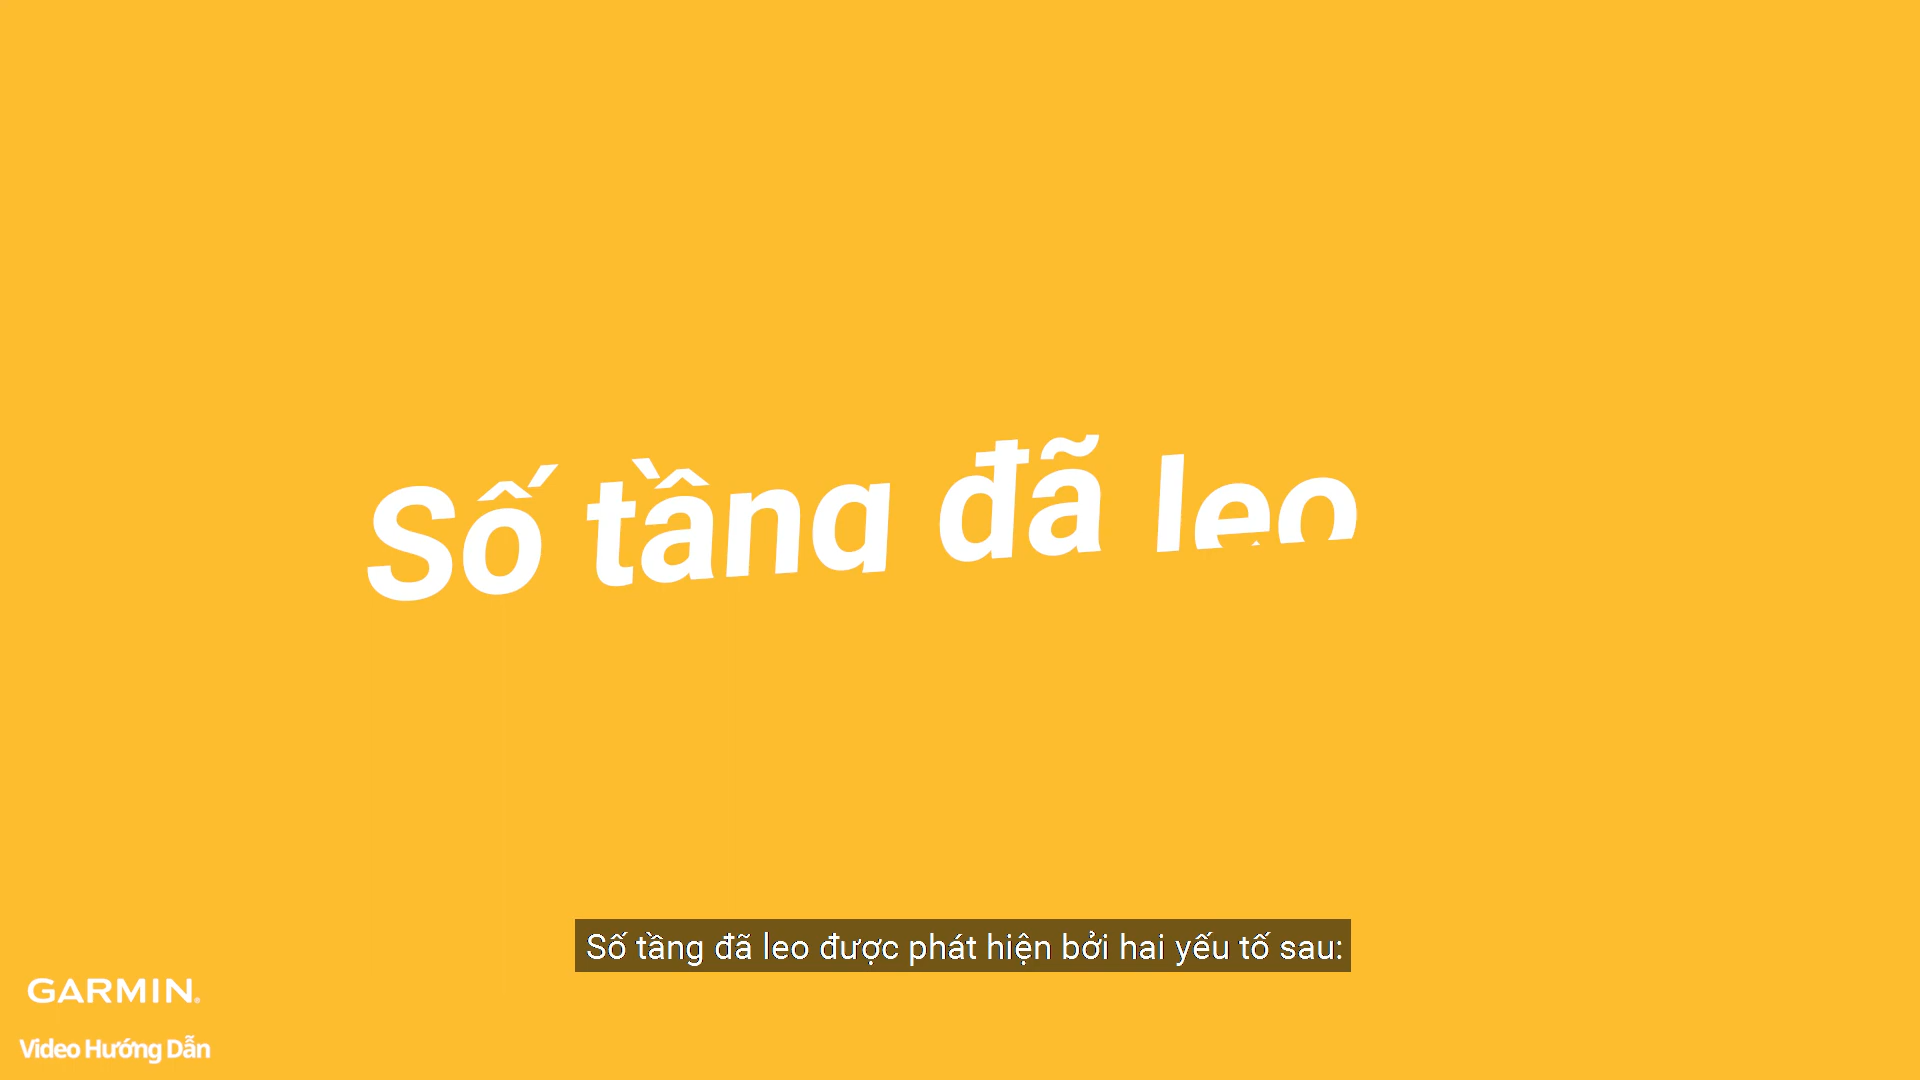 Số tầng đã leo
Số tầng đã leo được phát hiện bởi hai yếu tố sau:
GARMIN
Video Hướng Dẫn